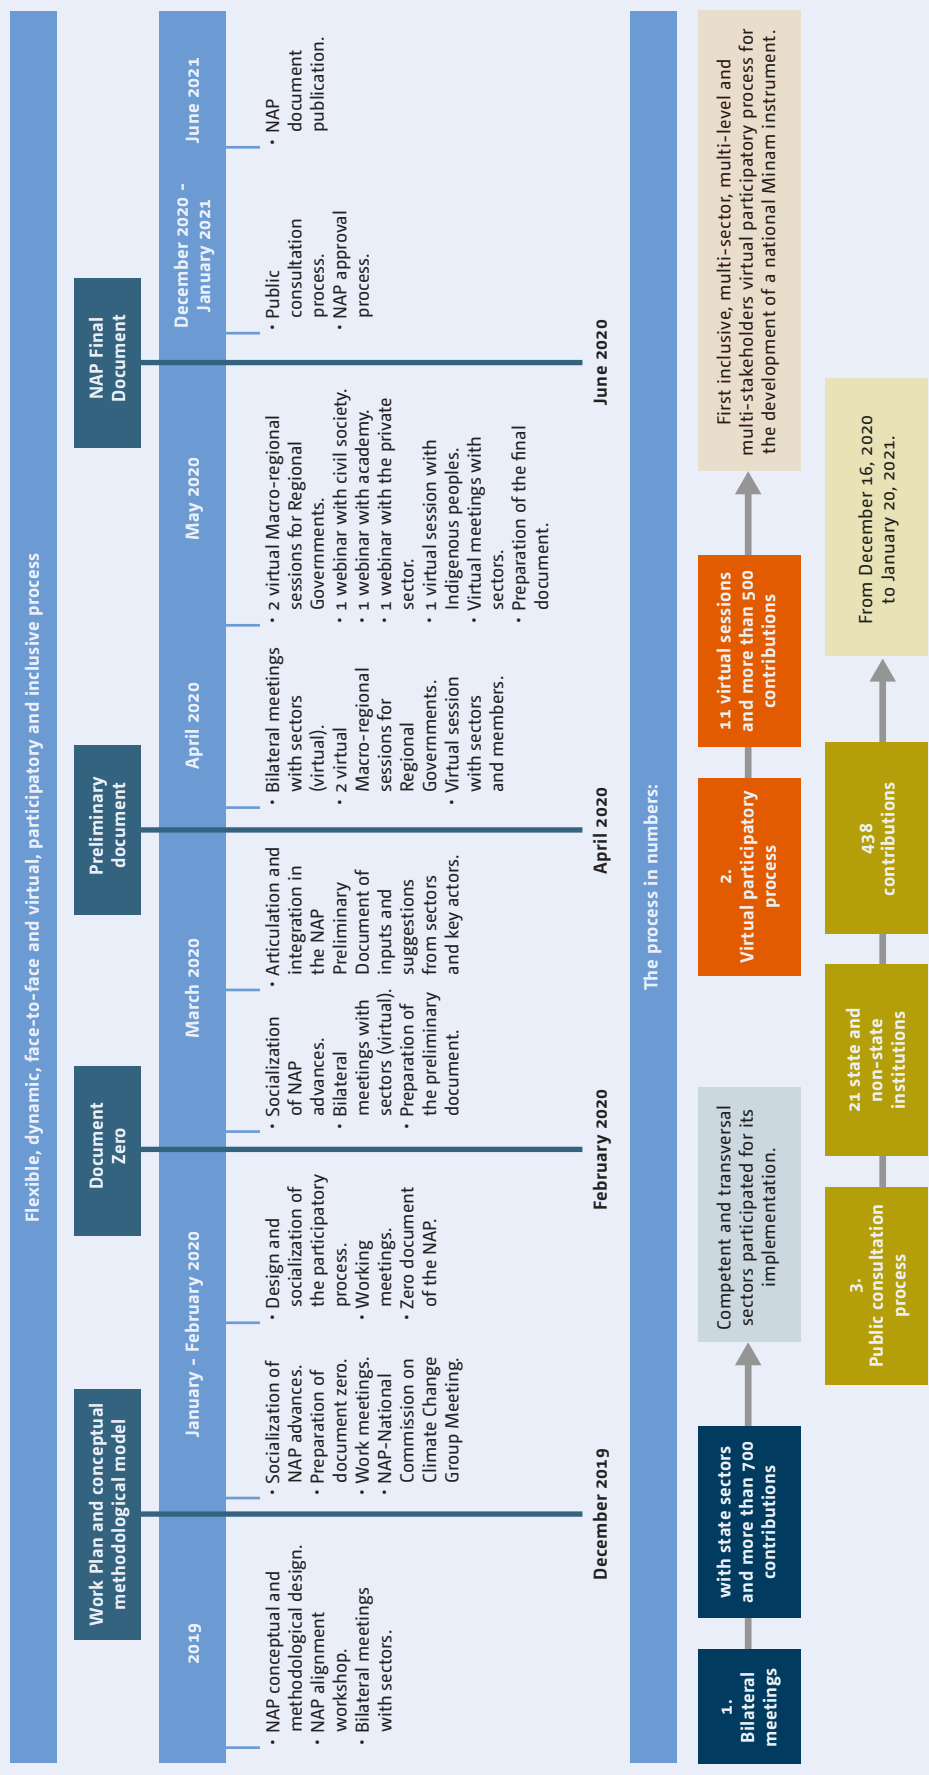 Flexible, dynamic, face-to-face and virtual, participatory and inclusive process
Work Plan and conceptual
methodological model
Document
Zero
Preliminary
document
NAP Final
Document
2019
January - February 2020
March 2020
April 2020
May 2020
December 2020 -
January 2021
June 2021
• NAP conceptual and
methodological design.
• NAP alignment
workshop.
• Bilateral meetings
with sectors.
• Socialization of
NAP advances.
• Preparation of
document zero.
• Work meetings.
• NAP-National
Commission on
Climate Change
Group Meeting.
• Design and
socialization of
the participatory
process.
• Working
meetings.
• Zero document
of the NAP.
• Socialization
of NAP
advances.
• Bilateral
meetings with
sectors (virtual).
• Preparation of
the preliminary
document.
• Articulation and
integration in
the NAP
Preliminary
Document of
inputs and
suggestions
from sectors
and key actors.
• Bilateral meetings
with sectors
(virtual).
• 2 virtual
Macro-regional
sessions for
Regional
Governments.
• Virtual session
with sectors
and members.
• 2 virtual Macro-regional
sessions for Regional
Governments.
• 1 webinar with civil society.
• 1 webinar with academy.
• 1 webinar with the private
sector.
• 1 virtual session with
Indigenous peoples.
• Virtual meetings with
sectors.
• Preparation of the final
document.
• Public
consultation
process.
• NAP approval
process.
• NAP
document
publication.
December 2019
February 2020
April 2020
June 2020
The process in numbers:
1.
Bilateral
meetings
with state sectors
and more than 700
contributions
Competent and transversal
sectors participated for its
implementation.
2.
Virtual participatory
process
11 virtual sessions
and more than 500
contributions
First inclusive, multi-sector, multi-level and
multi-stakeholders virtual participatory process for
the development of a national Minam instrument.
3.
Public consultation
process
21 state and
non-state
institutions
438
contributions
From December 16, 2020
to January 20, 2021.